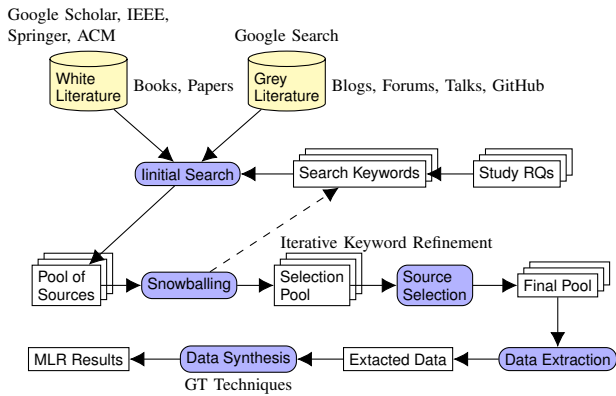 Google Scholar, IEEE,
Springer, ACM
Google Search
White
Literature
Books, Papers
Grey
Literature
Blogs, Forums, Talks, GitHub
Iinitial Search
Search Keywords
Study RQs
Iterative Keyword Refinement
Pool of
Sources
Snowballing
Selection
Pool
Source
Selection
Final Pool
MLR Results
Data Synthesis
GT Techniques
Extacted Data
Data Extraction